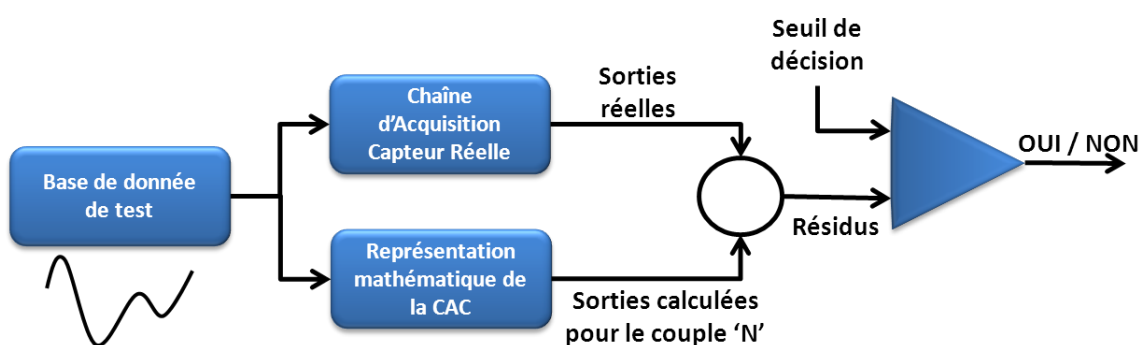 Base de donnée
de test
Chaîne
d'Acquisition
Capteur Réelle
Représentation
mathématique de
la CAC
Sorties
réelles
Sorties calculées
pour le couple ‘N’
Seuil de
décision
Résidus
OUI / NON